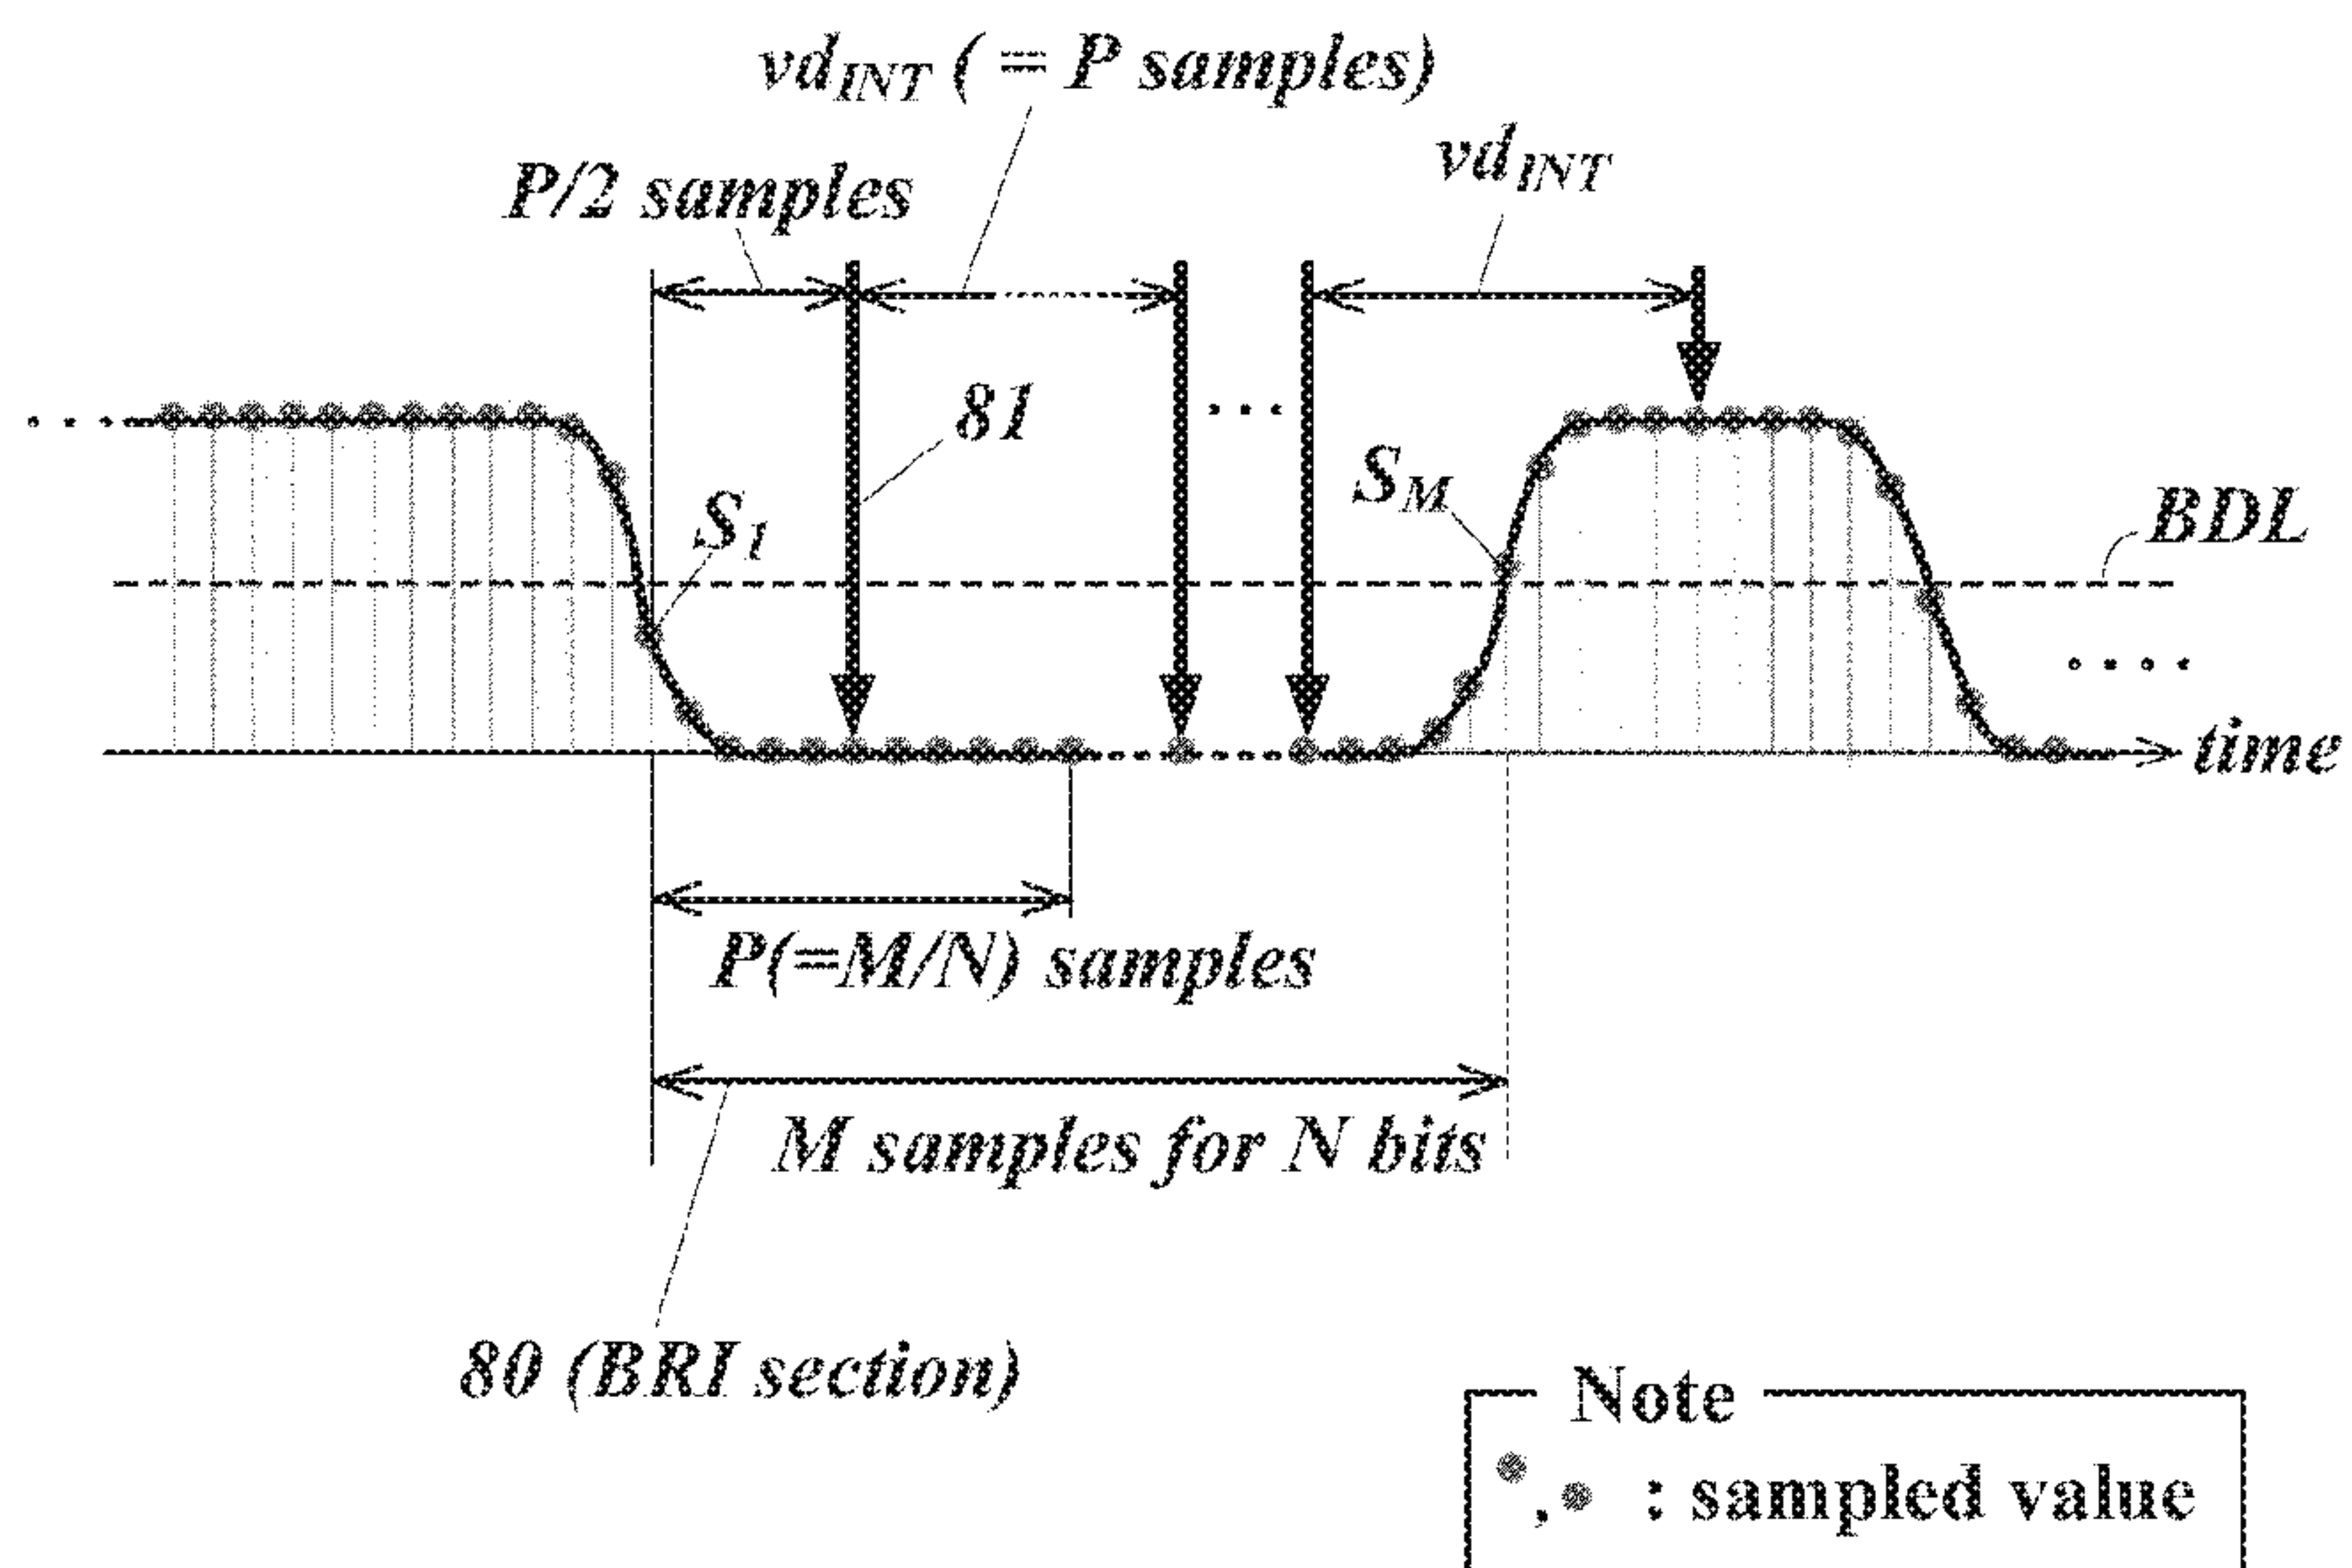 vd_INT ( = P samples)
P/2 samples
vd_INT
81
S_1
S_M
BDL
time
P(=M/N) samples
M samples for N bits
80 (BRI section)
Note
, : sampled value